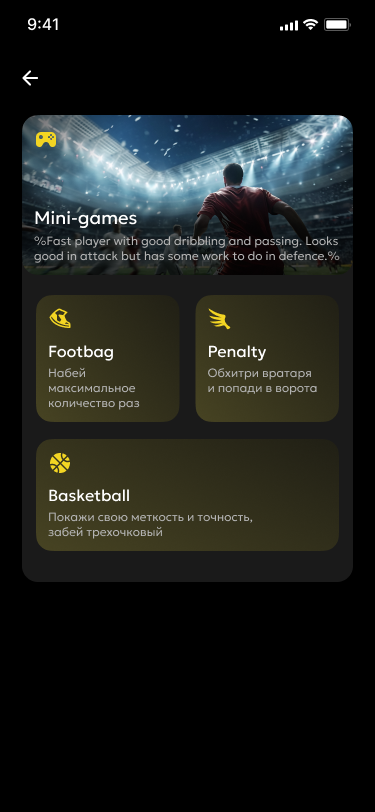 9:41
Mini-games
%Fast player with good dribbling and passing. Looks
good in attack but has some work to do in defence.%
Footbag
Набей
максимальное
количество раз
Penalty
Обхитри вратаря
и попади в ворота
Basketball
Покажи свою меткость и точность,
забей трехочковый